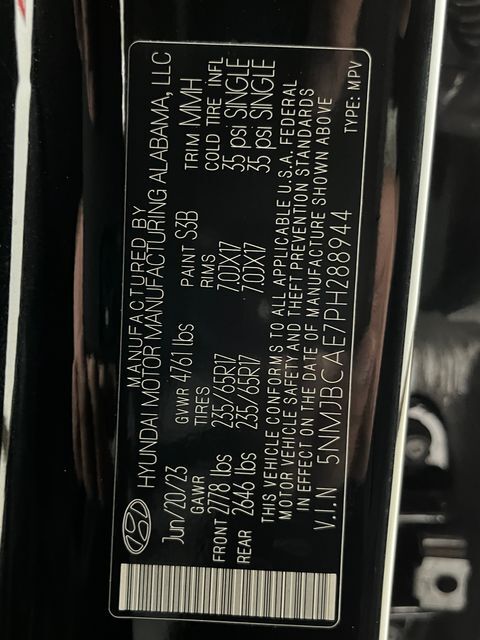 MANUFACTURED BY
HYUNDAI MOTOR MANUFACTURING ALABAMA, LLC
Jun/20/23 GVWR 4761 lbs PAINT S3B TRIM MMH
GAWR TIRES RIMS COLD TIRE INFL
FRONT 2778 lbs 235/65R17 7.0JX17 35 psi SINGLE
REAR 2646 lbs 235/65R17 7.0JX17 35 psi SINGLE
THIS VEHICLE CONFORMS TO ALL APPLICABLE U.S.A. FEDERAL
MOTOR VEHICLE SAFETY AND THEFT PREVENTION STANDARDS
IN EFFECT ON THE DATE OF MANUFACTURE SHOWN ABOVE
V.I.N 5NMJBCAE7PH288944 TYPE: MPV